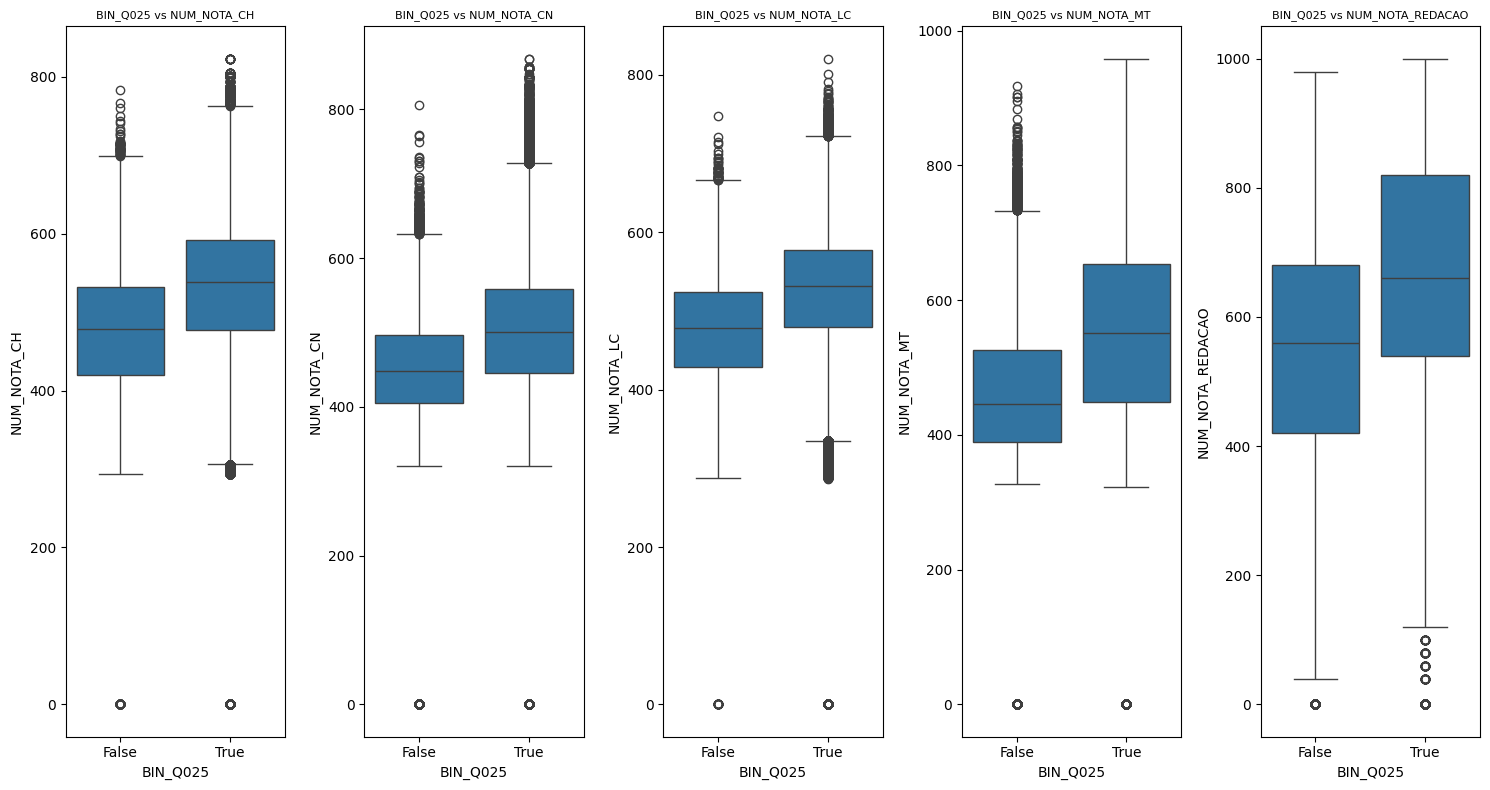 BIN_Q025 vs NUM_NOTA_CH
800
600
400
200
0
NUM_NOTA_CH
False
True
BIN_Q025
BIN_Q025 vs NUM_NOTA_CN
800
600
400
200
0
NUM_NOTA_CN
False
True
BIN_Q025
BIN_Q025 vs NUM_NOTA_LC
800
600
400
200
0
NUM_NOTA_LC
False
True
BIN_Q025
BIN_Q025 vs NUM_NOTA_MT
1000
800
600
400
200
0
NUM_NOTA_MT
False
True
BIN_Q025
BIN_Q025 vs NUM_NOTA_REDACAO
1000
800
600
400
200
0
NUM_NOTA_REDACAO
False
True
BIN_Q025